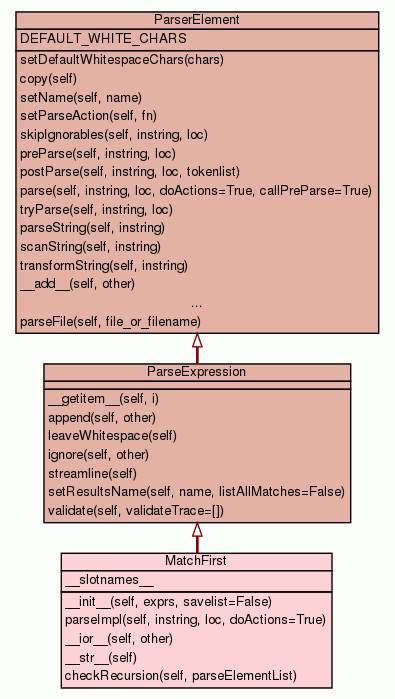 ParserElement
DEFAULT_WHITE_CHARS
setDefaultWhitespaceChars(chars)
copy(self)
setName(self, name)
setParseAction(self, fn)
skipIgnorables(self, instring, loc)
preParse(self, instring, loc)
postParse(self, instring, loc, tokenlist)
parse(self, instring, loc, doActions=True, callPreParse=True)
tryParse(self, instring, loc)
parseString(self, instring)
scanString(self, instring)
transformString(self, instring)
__add__(self, other)
...
parseFile(self, file_or_filename)
ParseExpression
__getitem__(self, i)
append(self, other)
leaveWhitespace(self)
ignore(self, other)
streamline(self)
setResultsName(self, name, listAllMatches=False)
validate(self, validateTrace=[])
MatchFirst
__slotnames__
__init__(self, exprs, savelist=False)
parseImpl(self, instring, loc, doActions=True)
__ior__(self, other)
__str__(self)
checkRecursion(self, parseElementList)